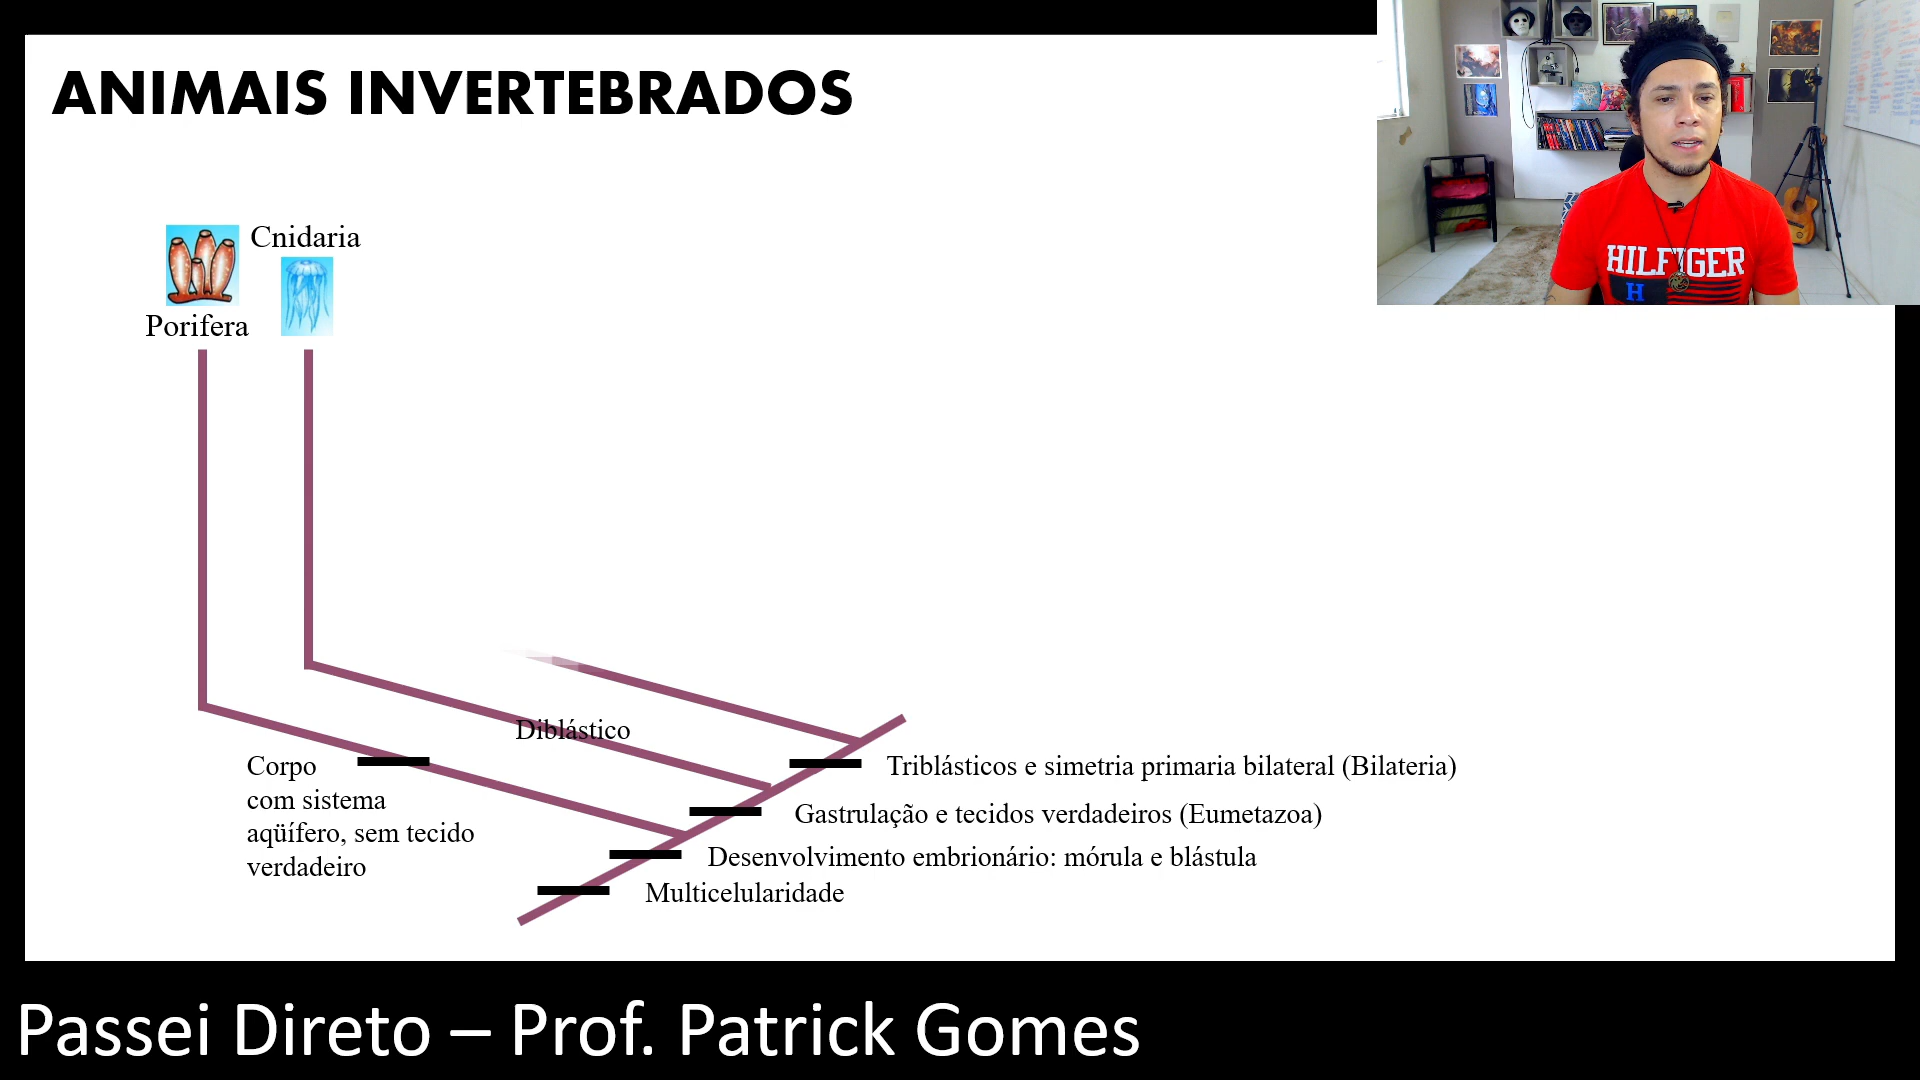 ANIMAIS INVERTEBRADOS
Cnidaria
Porifera
HILFIGER
H
Diblástico
Corpo
com sistema
aqüífero, sem tecido
verdadeiro
Triblásticos e simetria primaria bilateral (Bilateria)
Gastrulação e tecidos verdadeiros (Eumetazoa)
Desenvolvimento embrionário: mórula e blástula
Multicelularidade
Passei Direto – Prof. Patrick Gomes